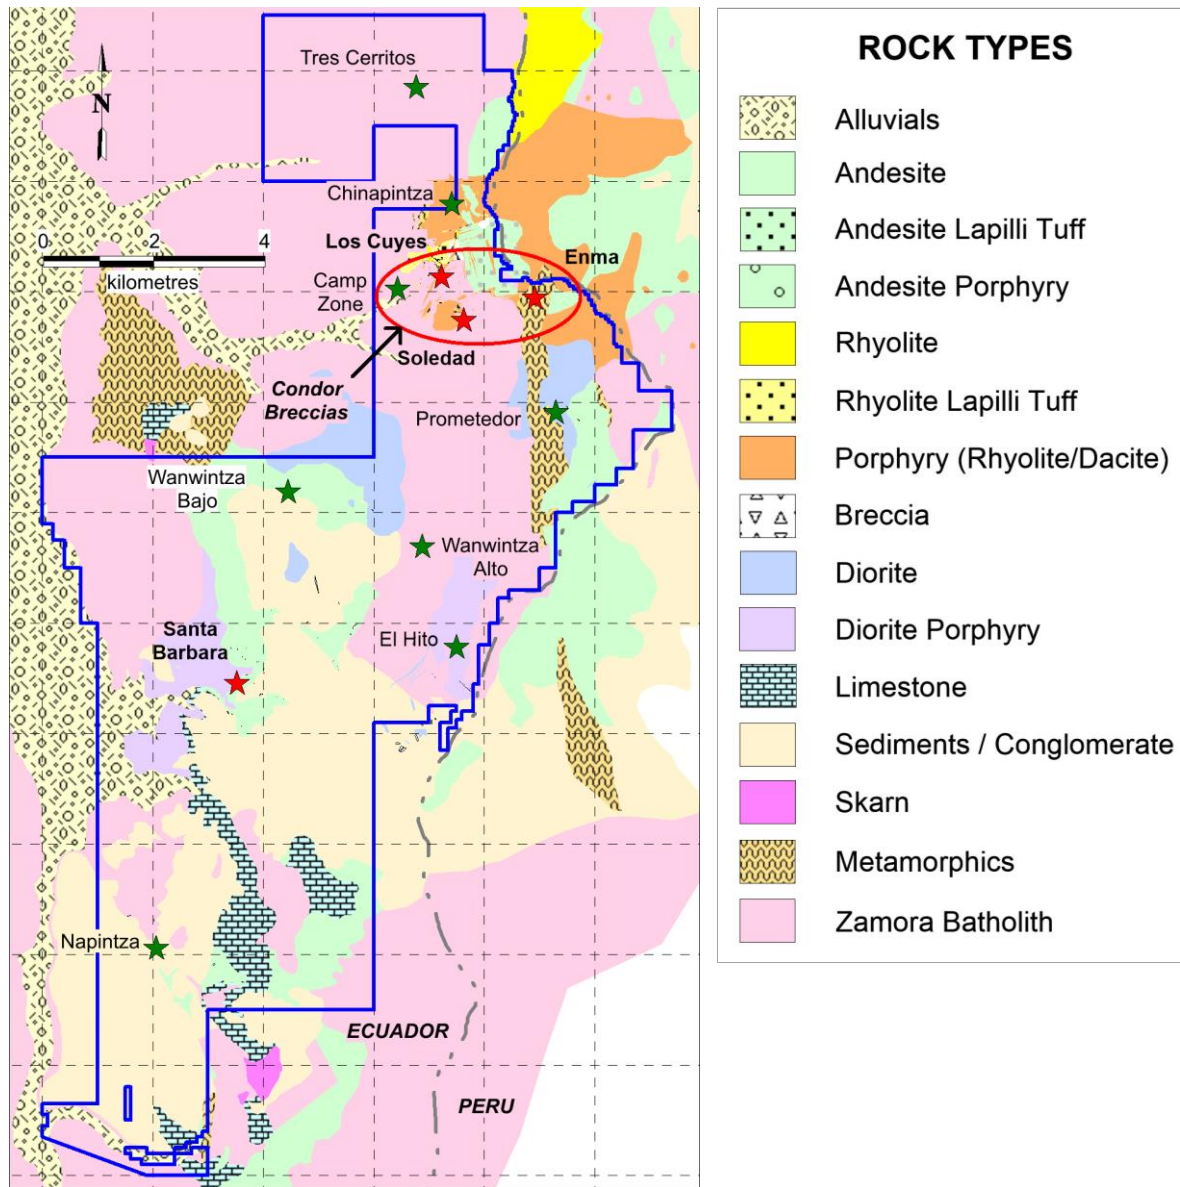 Tres Cerritos
N
Chinapintza
0 2 4
kilometres
Los Cuyes
Enma
Camp
Zone
Soledad
Condor
Breccias
Prometedor
Wanwintza
Bajo
Wanwintza
Alto
Santa
Barbara
El Hito
Napintza
ECUADOR
PERU
ROCK TYPES
Alluvials
Andesite
Andesite Lapilli Tuff
Andesite Porphyry
Rhyolite
Rhyolite Lapilli Tuff
Porphyry (Rhyolite/Dacite)
Breccia
Diorite
Diorite Porphyry
Limestone
Sediments / Conglomerate
Skarn
Metamorphics
Zamora Batholith